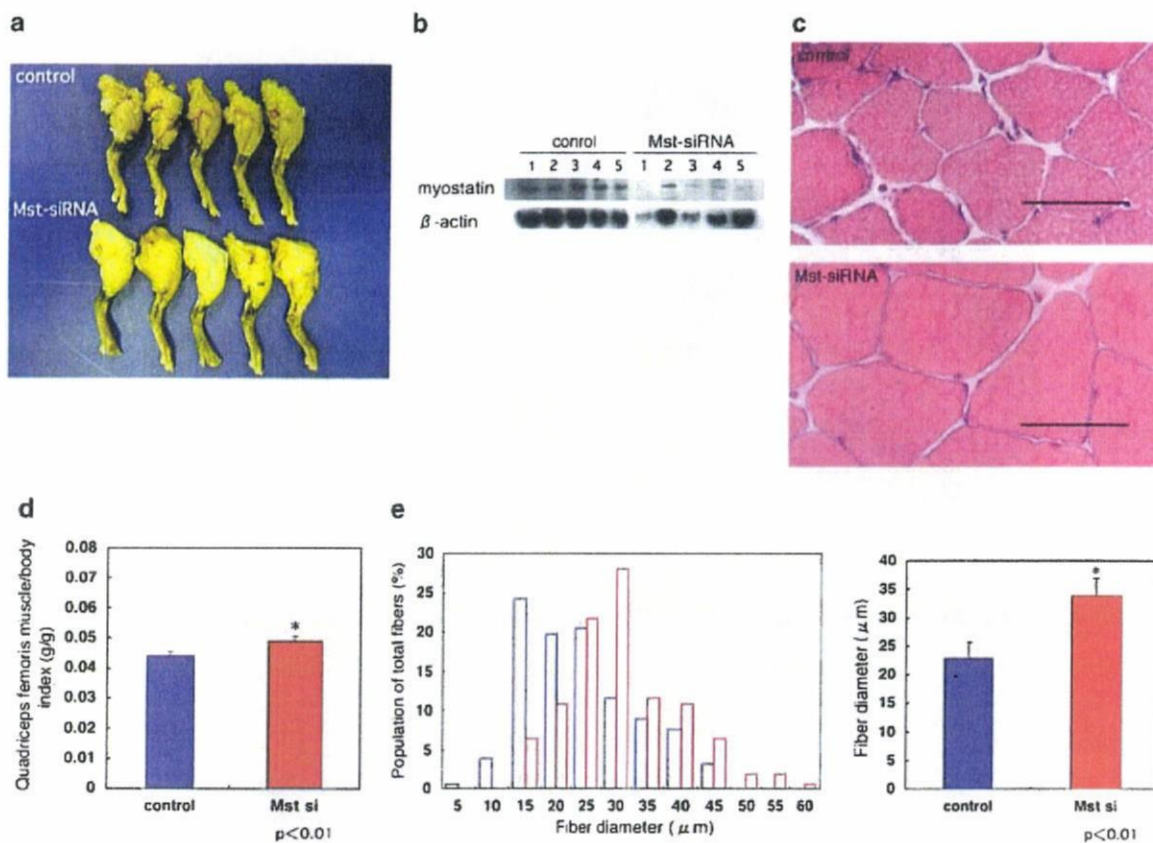 a
control
Mst-siRNA
b
conrol Mst-siRNA
1 2 3 4 5 1 2 3 4 5
myostatin
β-actin
c
control
Mst-siRNA
d
Quadriceps femoris muscle/body
index (g/g)
0.08
0.07
0.06
0.05
0.04
0.03
0.02
0.01
0
*
control Mst si
p<0.01
e
Population of total fibers (%)
30
25
20
15
10
5
0
5 10 15 20 25 30 35 40 45 50 55 60
Fiber diameter (μm)
Fiber diameter (μm)
40
35
30
25
20
15
10
5
0
*
control Mst si
p<0.01